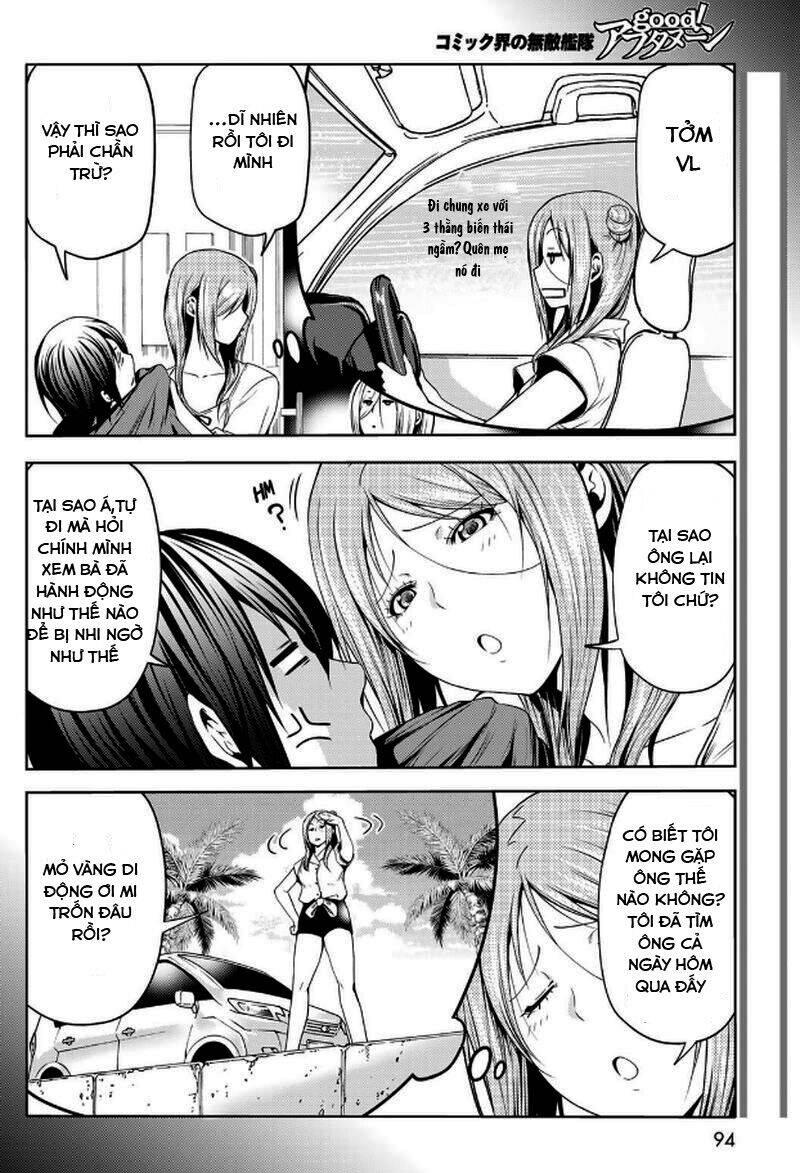 good!
アフタヌーン
コミック界の無敵艦隊
TỞM
VL
Đi chung xe với
3 thằng biến thái
ngầm? Quên mẹ
nó đi
...DĨ NHIÊN
RỒI TÔI ĐI
MÌNH
VẬY THÌ SAO
PHẢI CHẦN
TRỪ?
TẠI SAO
ÔNG LẠI
KHÔNG TIN
TÔI CHỨ?
HM
?
TẠI SAO Á,TỰ
ĐI MÀ HỎI
CHÍNH MÌNH
XEM BÀ ĐÃ
HÀNH ĐỘNG
NHƯ THẾ NÀO
ĐỂ BỊ NHI NGỜ
NHƯ THẾ
CÓ BIẾT TÔI
MONG GẶP
ÔNG THẾ
NÀO KHÔNG?
TÔI ĐÃ TÌM
ÔNG CẢ
NGÀY HÔM
QUA ĐẤY
MỎ VÀNG DI
ĐỘNG ƠI MI
TRỐN ĐÂU
RỒI?
94